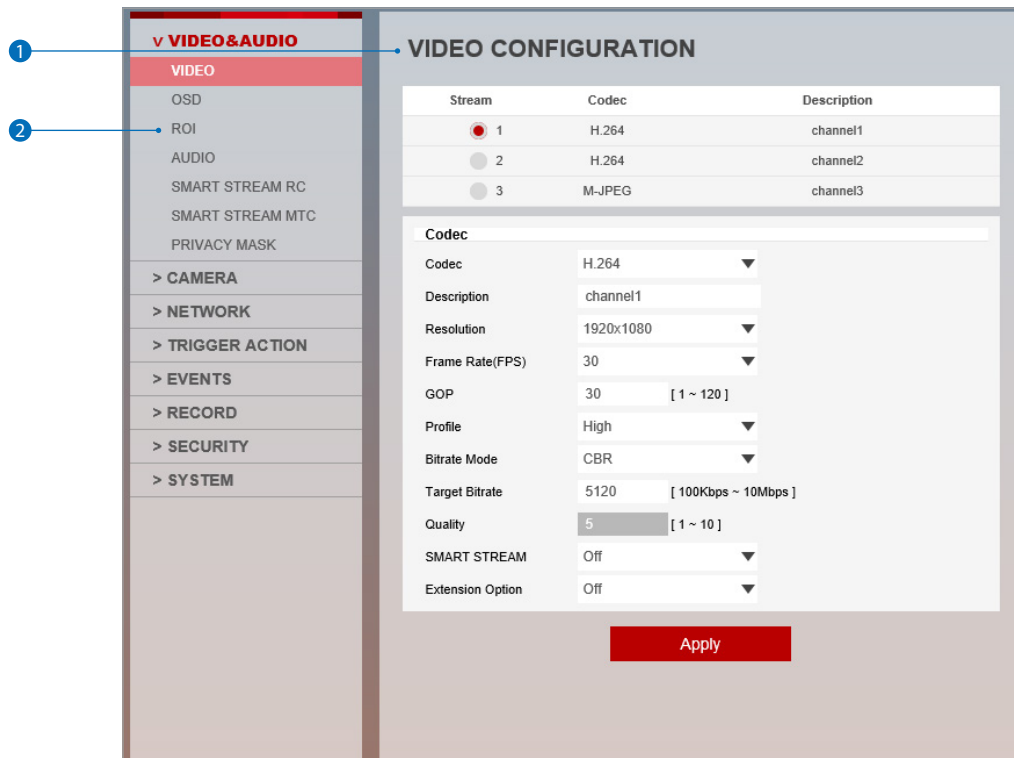 1
2
v VIDEO&AUDIO
VIDEO
OSD
ROI
AUDIO
SMART STREAM RC
SMART STREAM MTC
PRIVACY MASK
> CAMERA
> NETWORK
> TRIGGER ACTION
> EVENTS
> RECORD
> SECURITY
> SYSTEM
VIDEO CONFIGURATION
Stream Codec Description
1 H.264 channel1
2 H.264 channel2
3 M-JPEG channel3
Codec
Codec H.264
Description channel1
Resolution 1920x1080
Frame Rate(FPS) 30
GOP 30 [ 1 ~ 120 ]
Profile High
Bitrate Mode CBR
Target Bitrate 5120 [ 100Kbps ~ 10Mbps ]
Quality 5 [ 1 ~ 10 ]
SMART STREAM Off
Extension Option Off
Apply